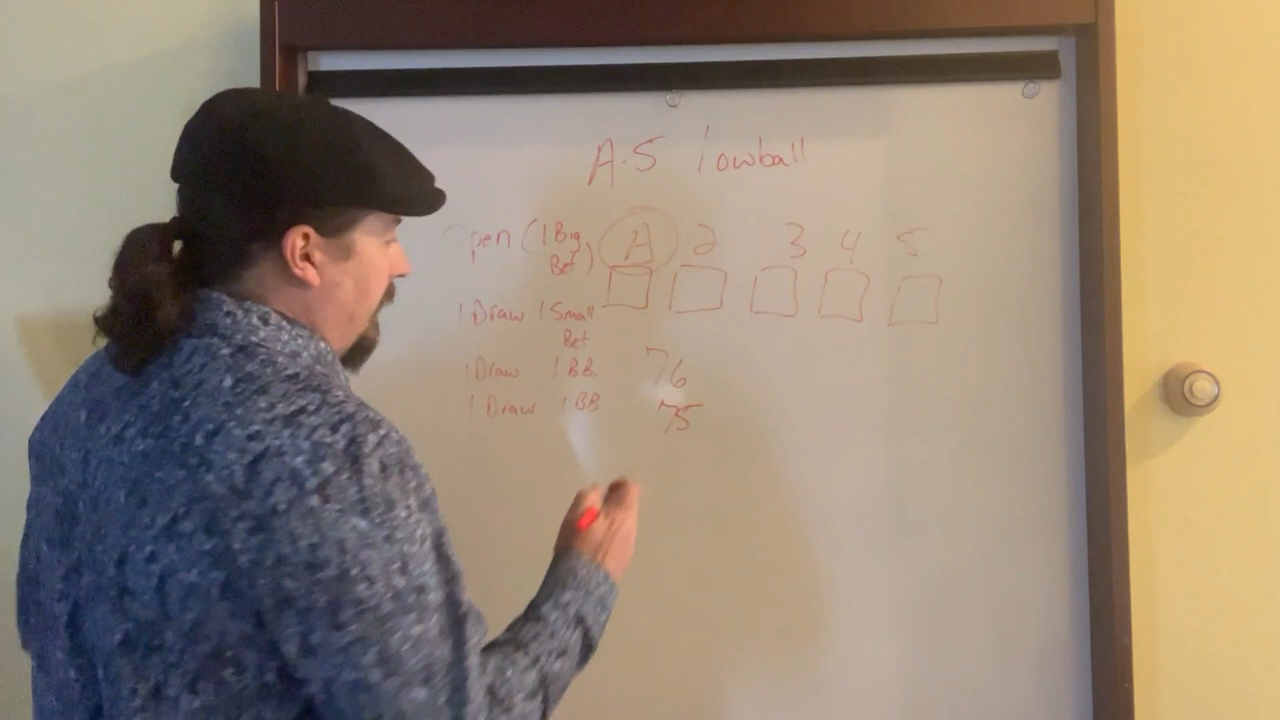 A-5 lowball
Open (1 Big Bet) A 2 3 4 5
1 Draw 1 Small Bet
1 Draw 1 BB. 76
1 Draw 1 BB 75